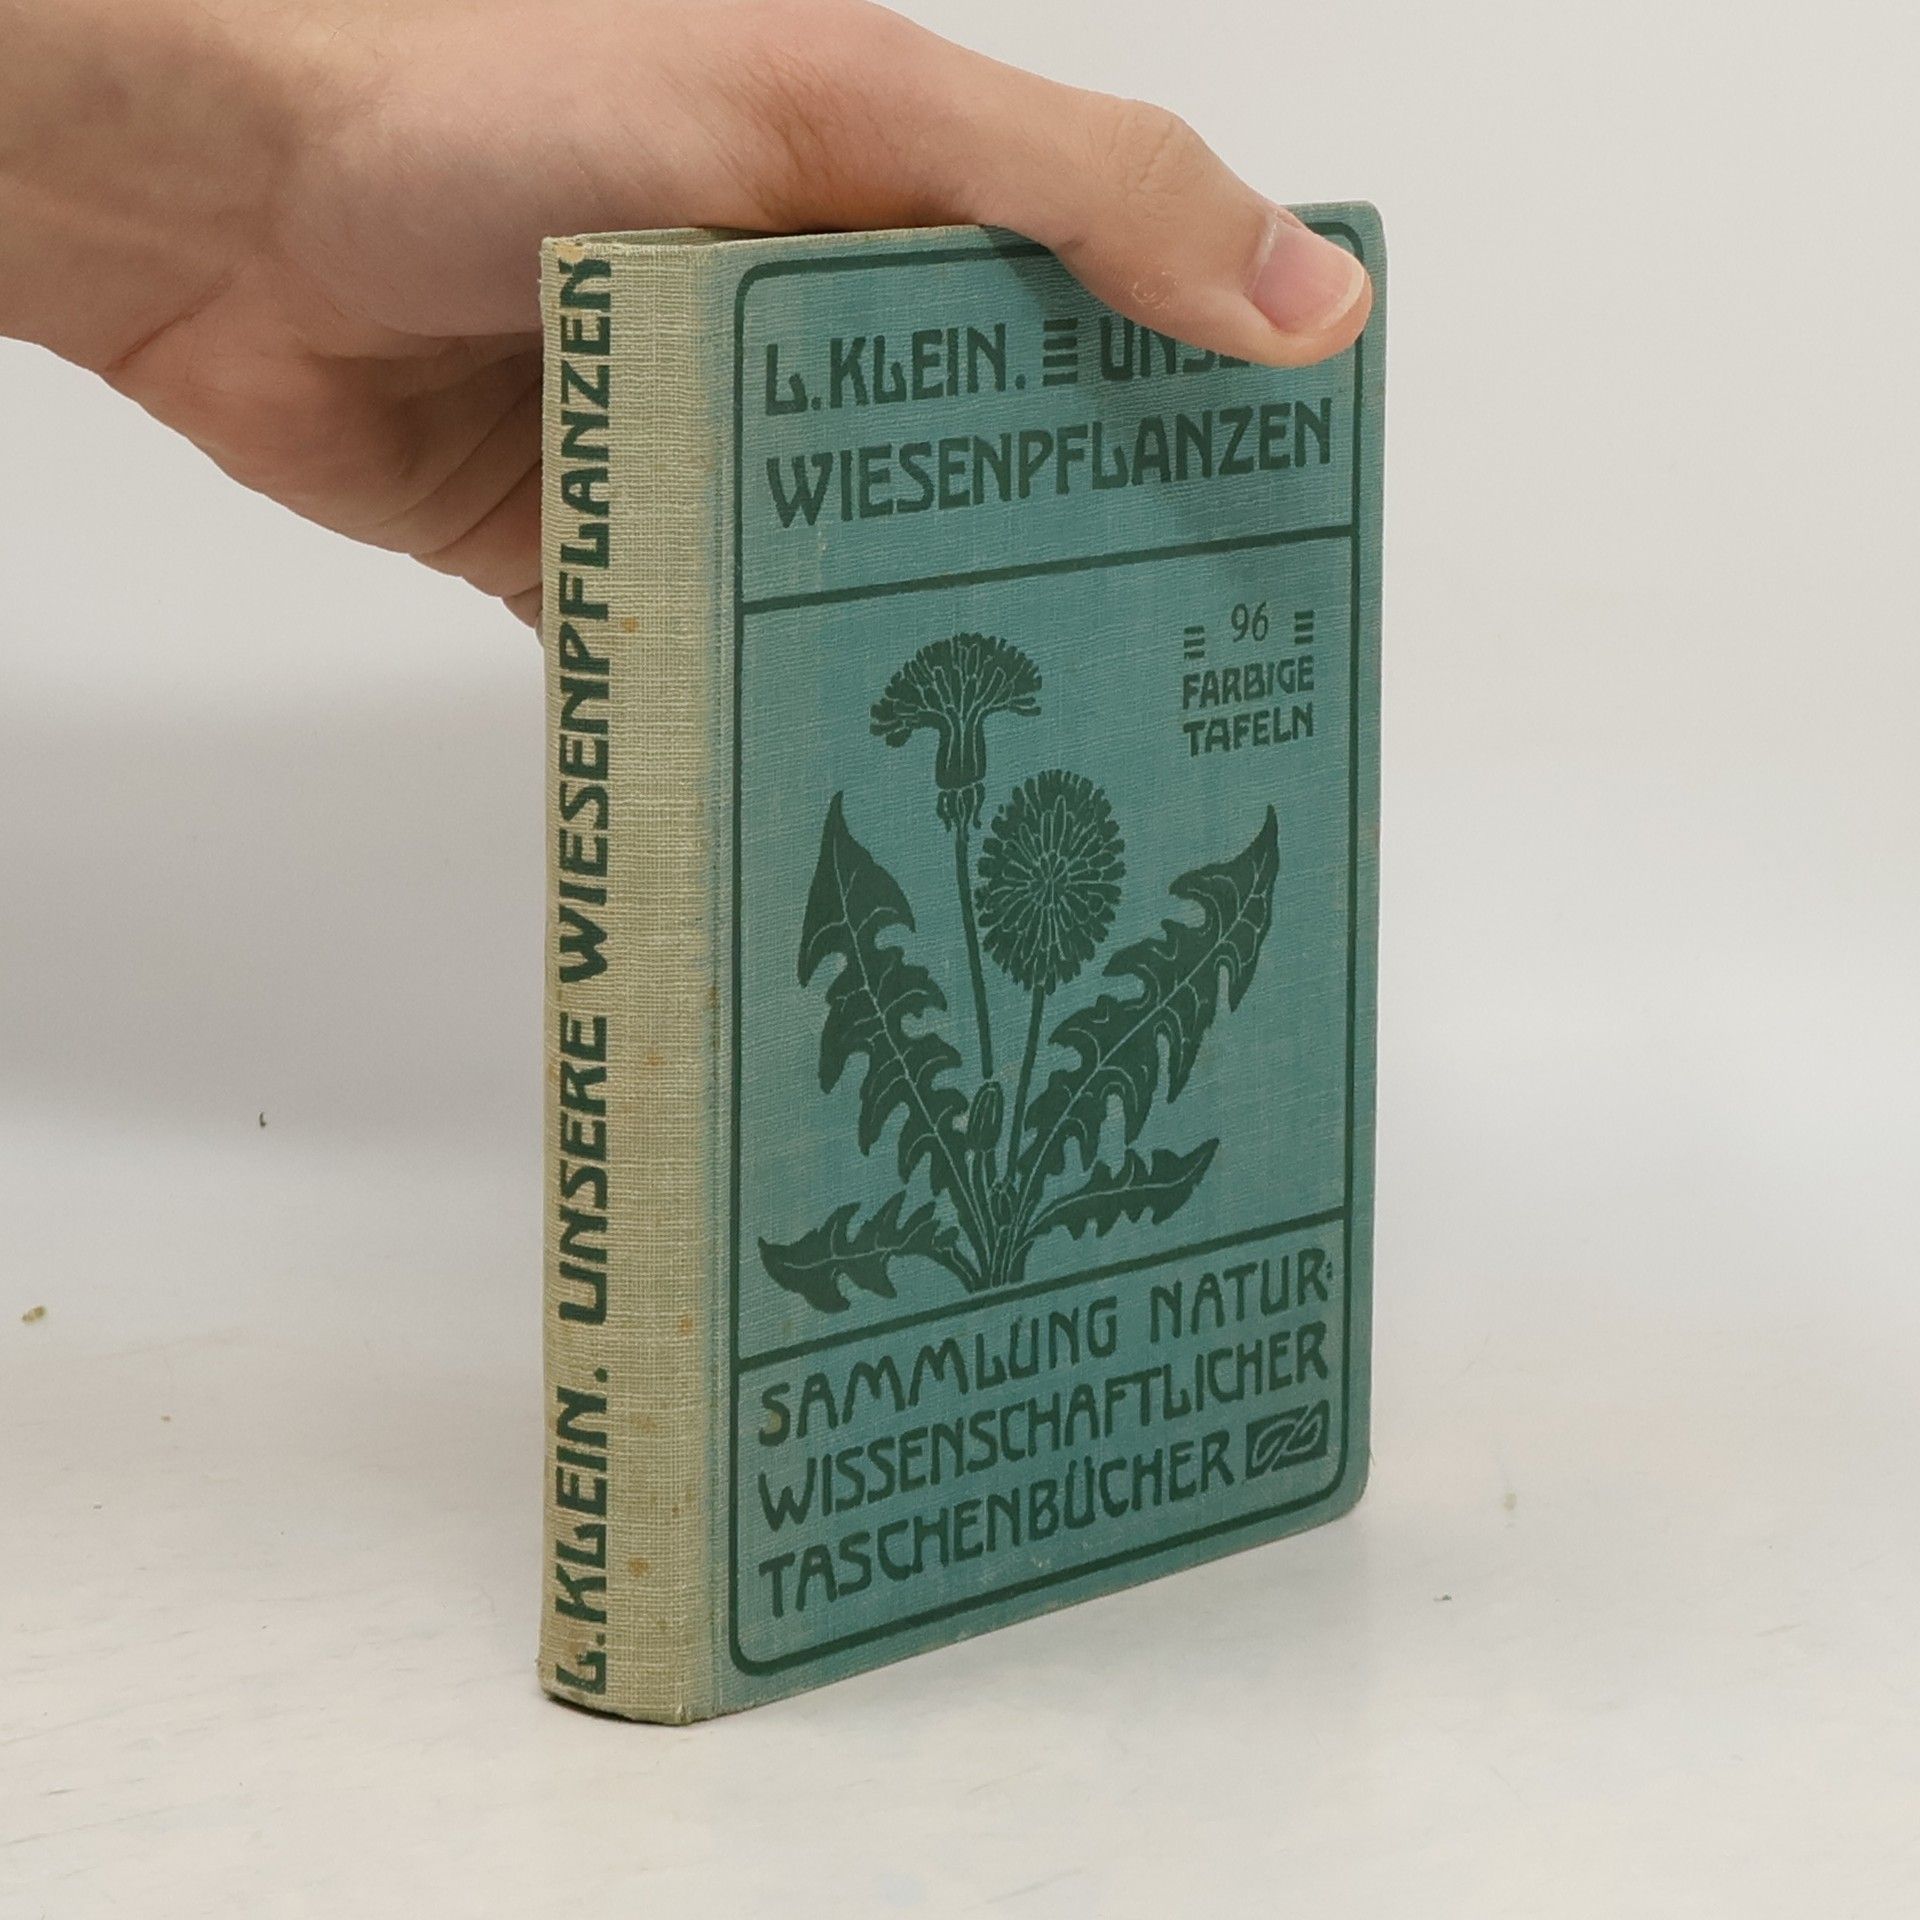 L. KLEIN. UNSERE WIESENPFLANZEN
L. KLEIN.
WIESENPFLANZEN
96
FARBIGE
TAFELN
SAMMLUNG NATUR:
WISSENSCHAFTLICHER
TASCHENBÜCHER